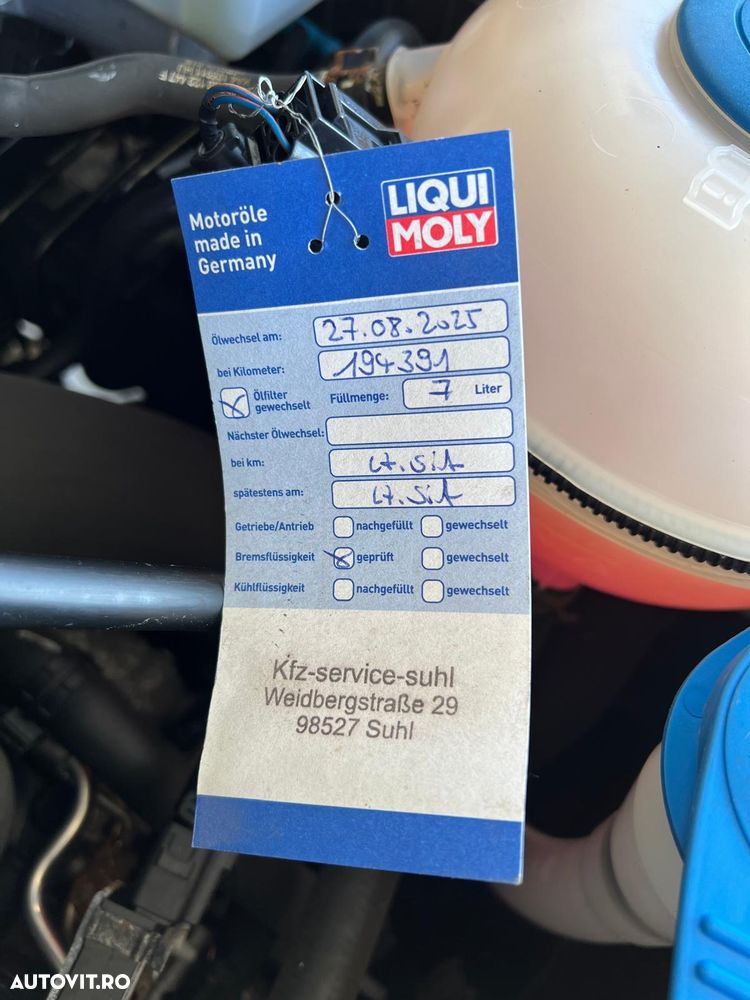 Motoröle
made in
Germany
LIQUI
MOLY
Ölwechsel am: 27.08.2025
bei Kilometer: 194391
Ölfilter
gewechselt
Füllmenge: 7 Liter
Nächster Ölwechsel:
bei km: Lt. SiA
spätestens am: Lt. SiA
Getriebe/Antrieb nachgefüllt gewechselt
Bremsflüssigkeit geprüft gewechselt
Kühlflüssigkeit nachgefüllt gewechselt
Kfz-service-suhl
Weidbergstraße 29
98527 Suhl
AUTOVIT.RO